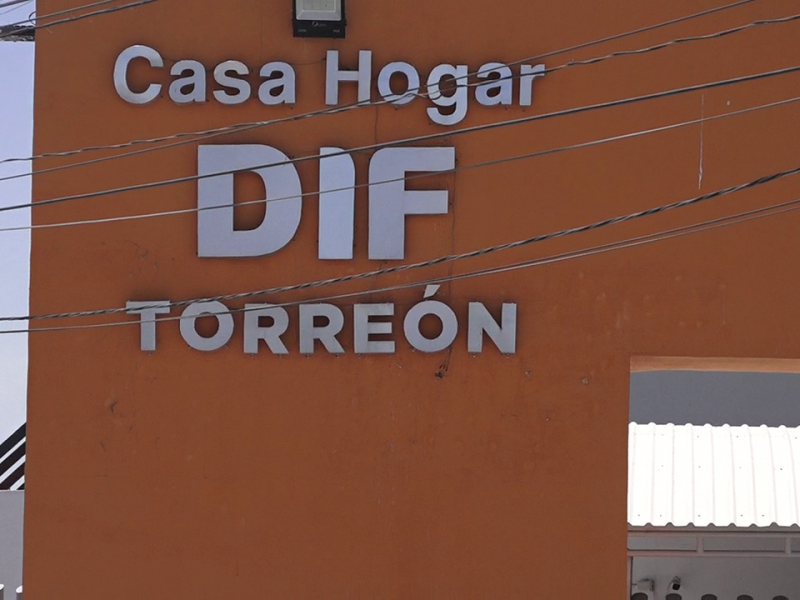 Casa Hogar
DIF
TORREÓN